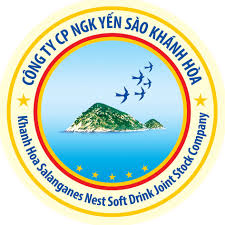 CÔNG TY CP NGK YẾN SÀO KHÁNH HÒA
Khanh Hoa Salanganes Nest Soft Drink Joint Stock Company